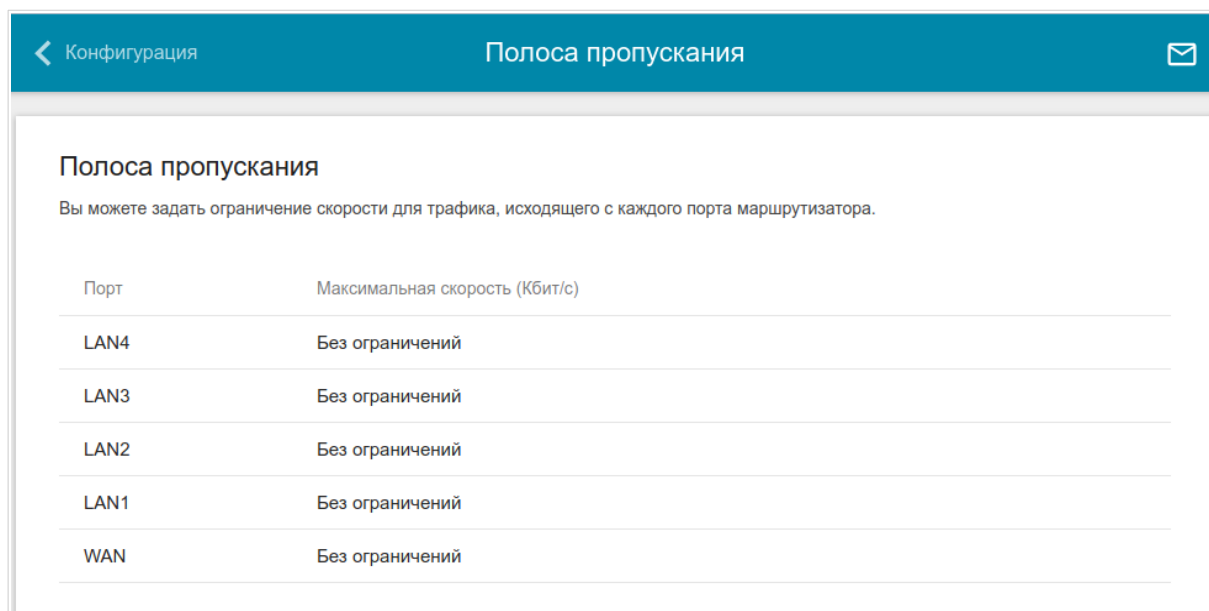 Конфигурация Полоса пропускания
Полоса пропускания
Вы можете задать ограничение скорости для трафика, исходящего с каждого порта маршрутизатора.
Порт Максимальная скорость (Кбит/с)
LAN4 Без ограничений
LAN3 Без ограничений
LAN2 Без ограничений
LAN1 Без ограничений
WAN Без ограничений